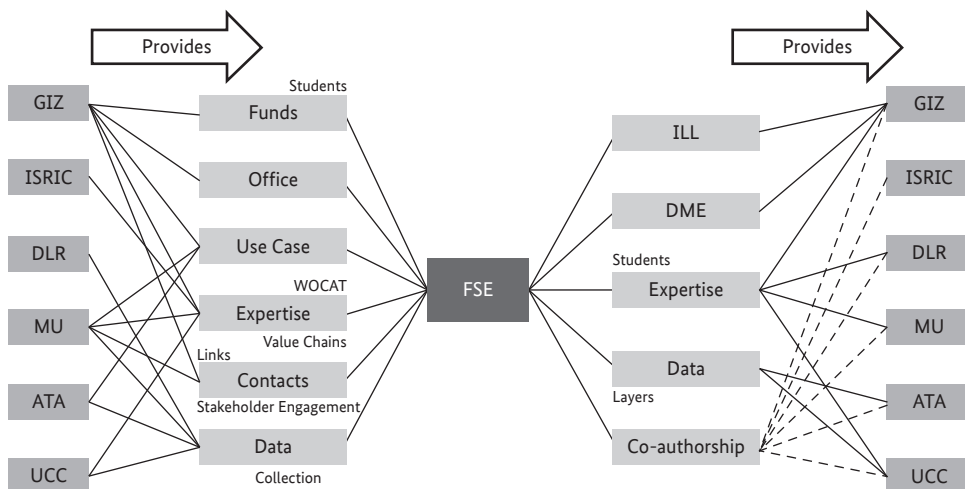 Provides
Provides
GIZ
ISRIC
DLR
MU
ATA
UCC
Students
Funds
Office
Use Case
WOCAT
Expertise
Value Chains
Links
Contacts
Stakeholder Engagement
Data
Collection
FSE
ILL
DME
Students
Expertise
Data
Layers
Co-authorship
GIZ
ISRIC
DLR
MU
ATA
UCC